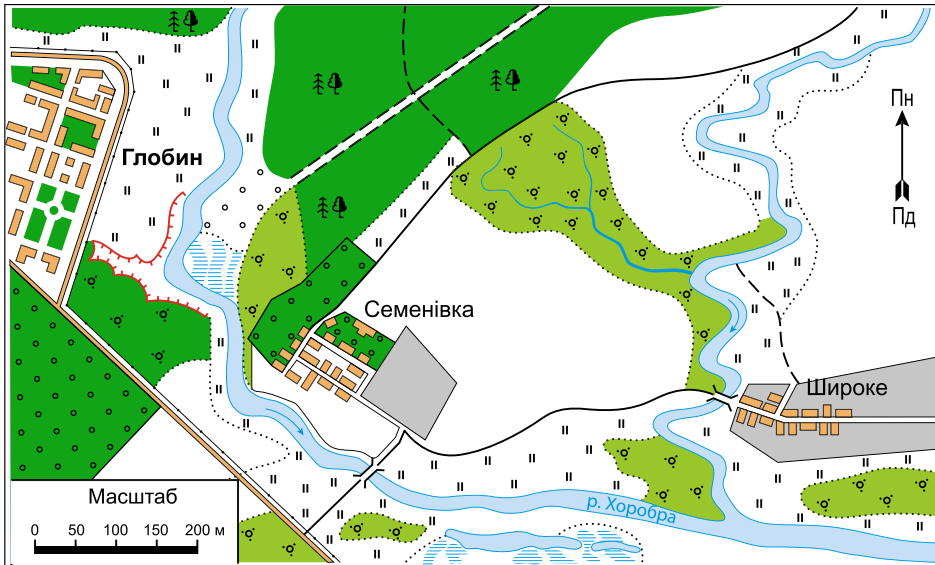 Пн
Глобин
Пд
Семенівка
Широке
Масштаб
р. Хоробра
0 50 100 150 200 м